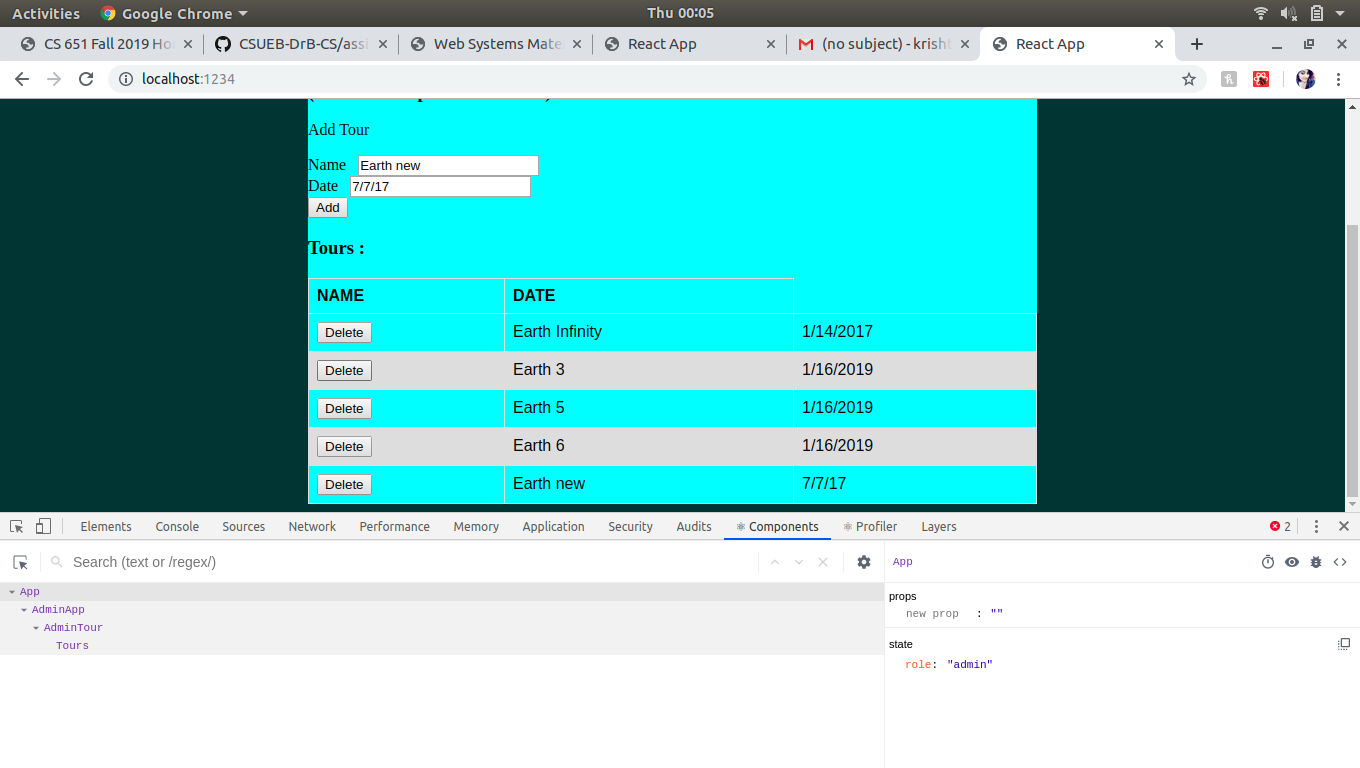 Activities Google Chrome Thu 00:05
CS 651 Fall 2019 Ho CSUEB-DrB-CS/assi Web Systems Mate React App (no subject) - krish React App
localhost:1234
Add Tour
Name Earth new
Date 7/7/17
Add
Tours :
NAME DATE
Delete Earth Infinity 1/14/2017
Delete Earth 3 1/16/2019
Delete Earth 5 1/16/2019
Delete Earth 6 1/16/2019
Delete Earth new 7/7/17
Elements Console Sources Network Performance Memory Application Security Audits Components Profiler Layers 2
Search (text or /regex/) App
App
AdminApp
AdminTour
Tours
props
new prop : ""
state
role: "admin"